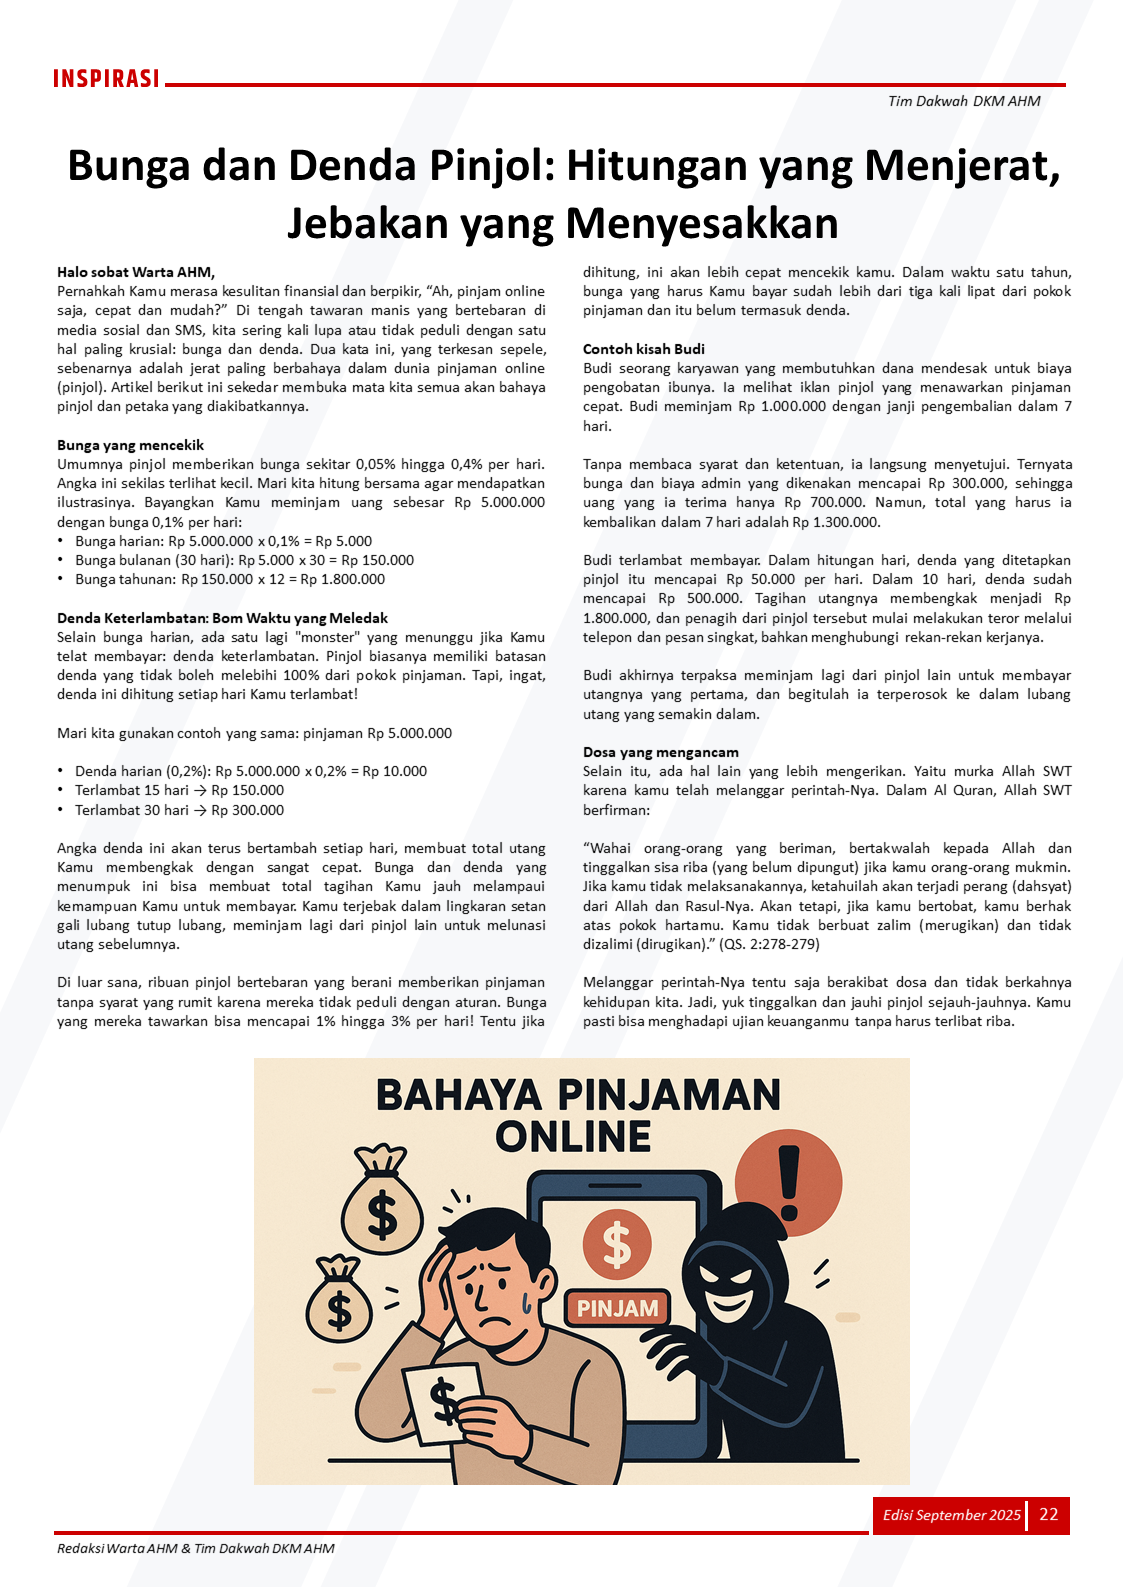 INSPIRASI
Tim Dakwah DKM AHM
Bunga dan Denda Pinjol: Hitungan yang Menjerat,
Jebakan yang Menyesakkan
Halo sobat Warta AHM,
Pernahkah Kamu merasa kesulitan finansial dan berpikir, “Ah, pinjam online
saja, cepat dan mudah?” Di tengah tawaran manis yang bertebaran di
media sosial dan SMS, kita sering kali lupa atau tidak peduli dengan satu
hal paling krusial: bunga dan denda. Dua kata ini, yang terkesan sepele,
sebenarnya adalah jerat paling berbahaya dalam dunia pinjaman online
(pinjol). Artikel berikut ini sekedar membuka mata kita semua akan bahaya
pinjol dan petaka yang diakibatkannya.
Bunga yang mencekik
Umumnya pinjol memberikan bunga sekitar 0,05% hingga 0,4% per hari.
Angka ini sekilas terlihat kecil. Mari kita hitung bersama agar mendapatkan
ilustrasinya. Bayangkan Kamu meminjam uang sebesar Rp 5.000.000
dengan bunga 0,1% per hari:
• Bunga harian: Rp 5.000.000 x 0,1% = Rp 5.000
• Bunga bulanan (30 hari): Rp 5.000 x 30 = Rp 150.000
• Bunga tahunan: Rp 150.000 x 12 = Rp 1.800.000
Denda Keterlambatan: Bom Waktu yang Meledak
Selain bunga harian, ada satu lagi "monster" yang menunggu jika Kamu
telat membayar: denda keterlambatan. Pinjol biasanya memiliki batasan
denda yang tidak boleh melebihi 100% dari pokok pinjaman. Tapi, ingat,
denda ini dihitung setiap hari Kamu terlambat!
Mari kita gunakan contoh yang sama: pinjaman Rp 5.000.000
• Denda harian (0,2%): Rp 5.000.000 x 0,2% = Rp 10.000
• Terlambat 15 hari → Rp 150.000
• Terlambat 30 hari → Rp 300.000
Angka denda ini akan terus bertambah setiap hari, membuat total utang
Kamu membengkak dengan sangat cepat. Bunga dan denda yang
menumpuk ini bisa membuat total tagihan Kamu jauh melampaui
kemampuan Kamu untuk membayar. Kamu terjebak dalam lingkaran setan
gali lubang tutup lubang, meminjam lagi dari pinjol lain untuk melunasi
utang sebelumnya.
Di luar sana, ribuan pinjol bertebaran yang berani memberikan pinjaman
tanpa syarat yang rumit karena mereka tidak peduli dengan aturan. Bunga
yang mereka tawarkan bisa mencapai 1% hingga 3% per hari! Tentu jika
dihitung, ini akan lebih cepat mencekik kamu. Dalam waktu satu tahun,
bunga yang harus Kamu bayar sudah lebih dari tiga kali lipat dari pokok
pinjaman dan itu belum termasuk denda.
Contoh kisah Budi
Budi seorang karyawan yang membutuhkan dana mendesak untuk biaya
pengobatan ibunya. Ia melihat iklan pinjol yang menawarkan pinjaman
cepat. Budi meminjam Rp 1.000.000 dengan janji pengembalian dalam 7
hari.
Tanpa membaca syarat dan ketentuan, ia langsung menyetujui. Ternyata
bunga dan biaya admin yang dikenakan mencapai Rp 300.000, sehingga
uang yang ia terima hanya Rp 700.000. Namun, total yang harus ia
kembalikan dalam 7 hari adalah Rp 1.300.000.
Budi terlambat membayar. Dalam hitungan hari, denda yang ditetapkan
pinjol itu mencapai Rp 50.000 per hari. Dalam 10 hari, denda sudah
mencapai Rp 500.000. Tagihan utangnya membengkak menjadi Rp
1.800.000, dan penagih dari pinjol tersebut mulai melakukan teror melalui
telepon dan pesan singkat, bahkan menghubungi rekan-rekan kerjanya.
Budi akhirnya terpaksa meminjam lagi dari pinjol lain untuk membayar
utangnya yang pertama, dan begitulah ia terperosok ke dalam lubang
utang yang semakin dalam.
Dosa yang mengancam
Selain itu, ada hal lain yang lebih mengerikan. Yaitu murka Allah SWT
karena kamu telah melanggar perintah-Nya. Dalam Al Quran, Allah SWT
berfirman:
“Wahai orang-orang yang beriman, bertakwalah kepada Allah dan
tinggalkan sisa riba (yang belum dipungut) jika kamu orang-orang mukmin.
Jika kamu tidak melaksanakannya, ketahuilah akan terjadi perang (dahsyat)
dari Allah dan Rasul-Nya. Akan tetapi, jika kamu bertobat, kamu berhak
atas pokok hartamu. Kamu tidak berbuat zalim (merugikan) dan tidak
dizalimi (dirugikan).” (QS. 2:278-279)
Melanggar perintah-Nya tentu saja berakibat dosa dan tidak berkahnya
kehidupan kita. Jadi, yuk tinggalkan dan jauhi pinjol sejauh-jauhnya. Kamu
pasti bisa menghadapi ujian keuanganmu tanpa harus terlibat riba.
BAHAYA PINJAMAN
ONLINE
$
$
$
PINJAM
$
!
Edisi September 2025 22
Redaksi Warta AHM & Tim Dakwah DKM AHM